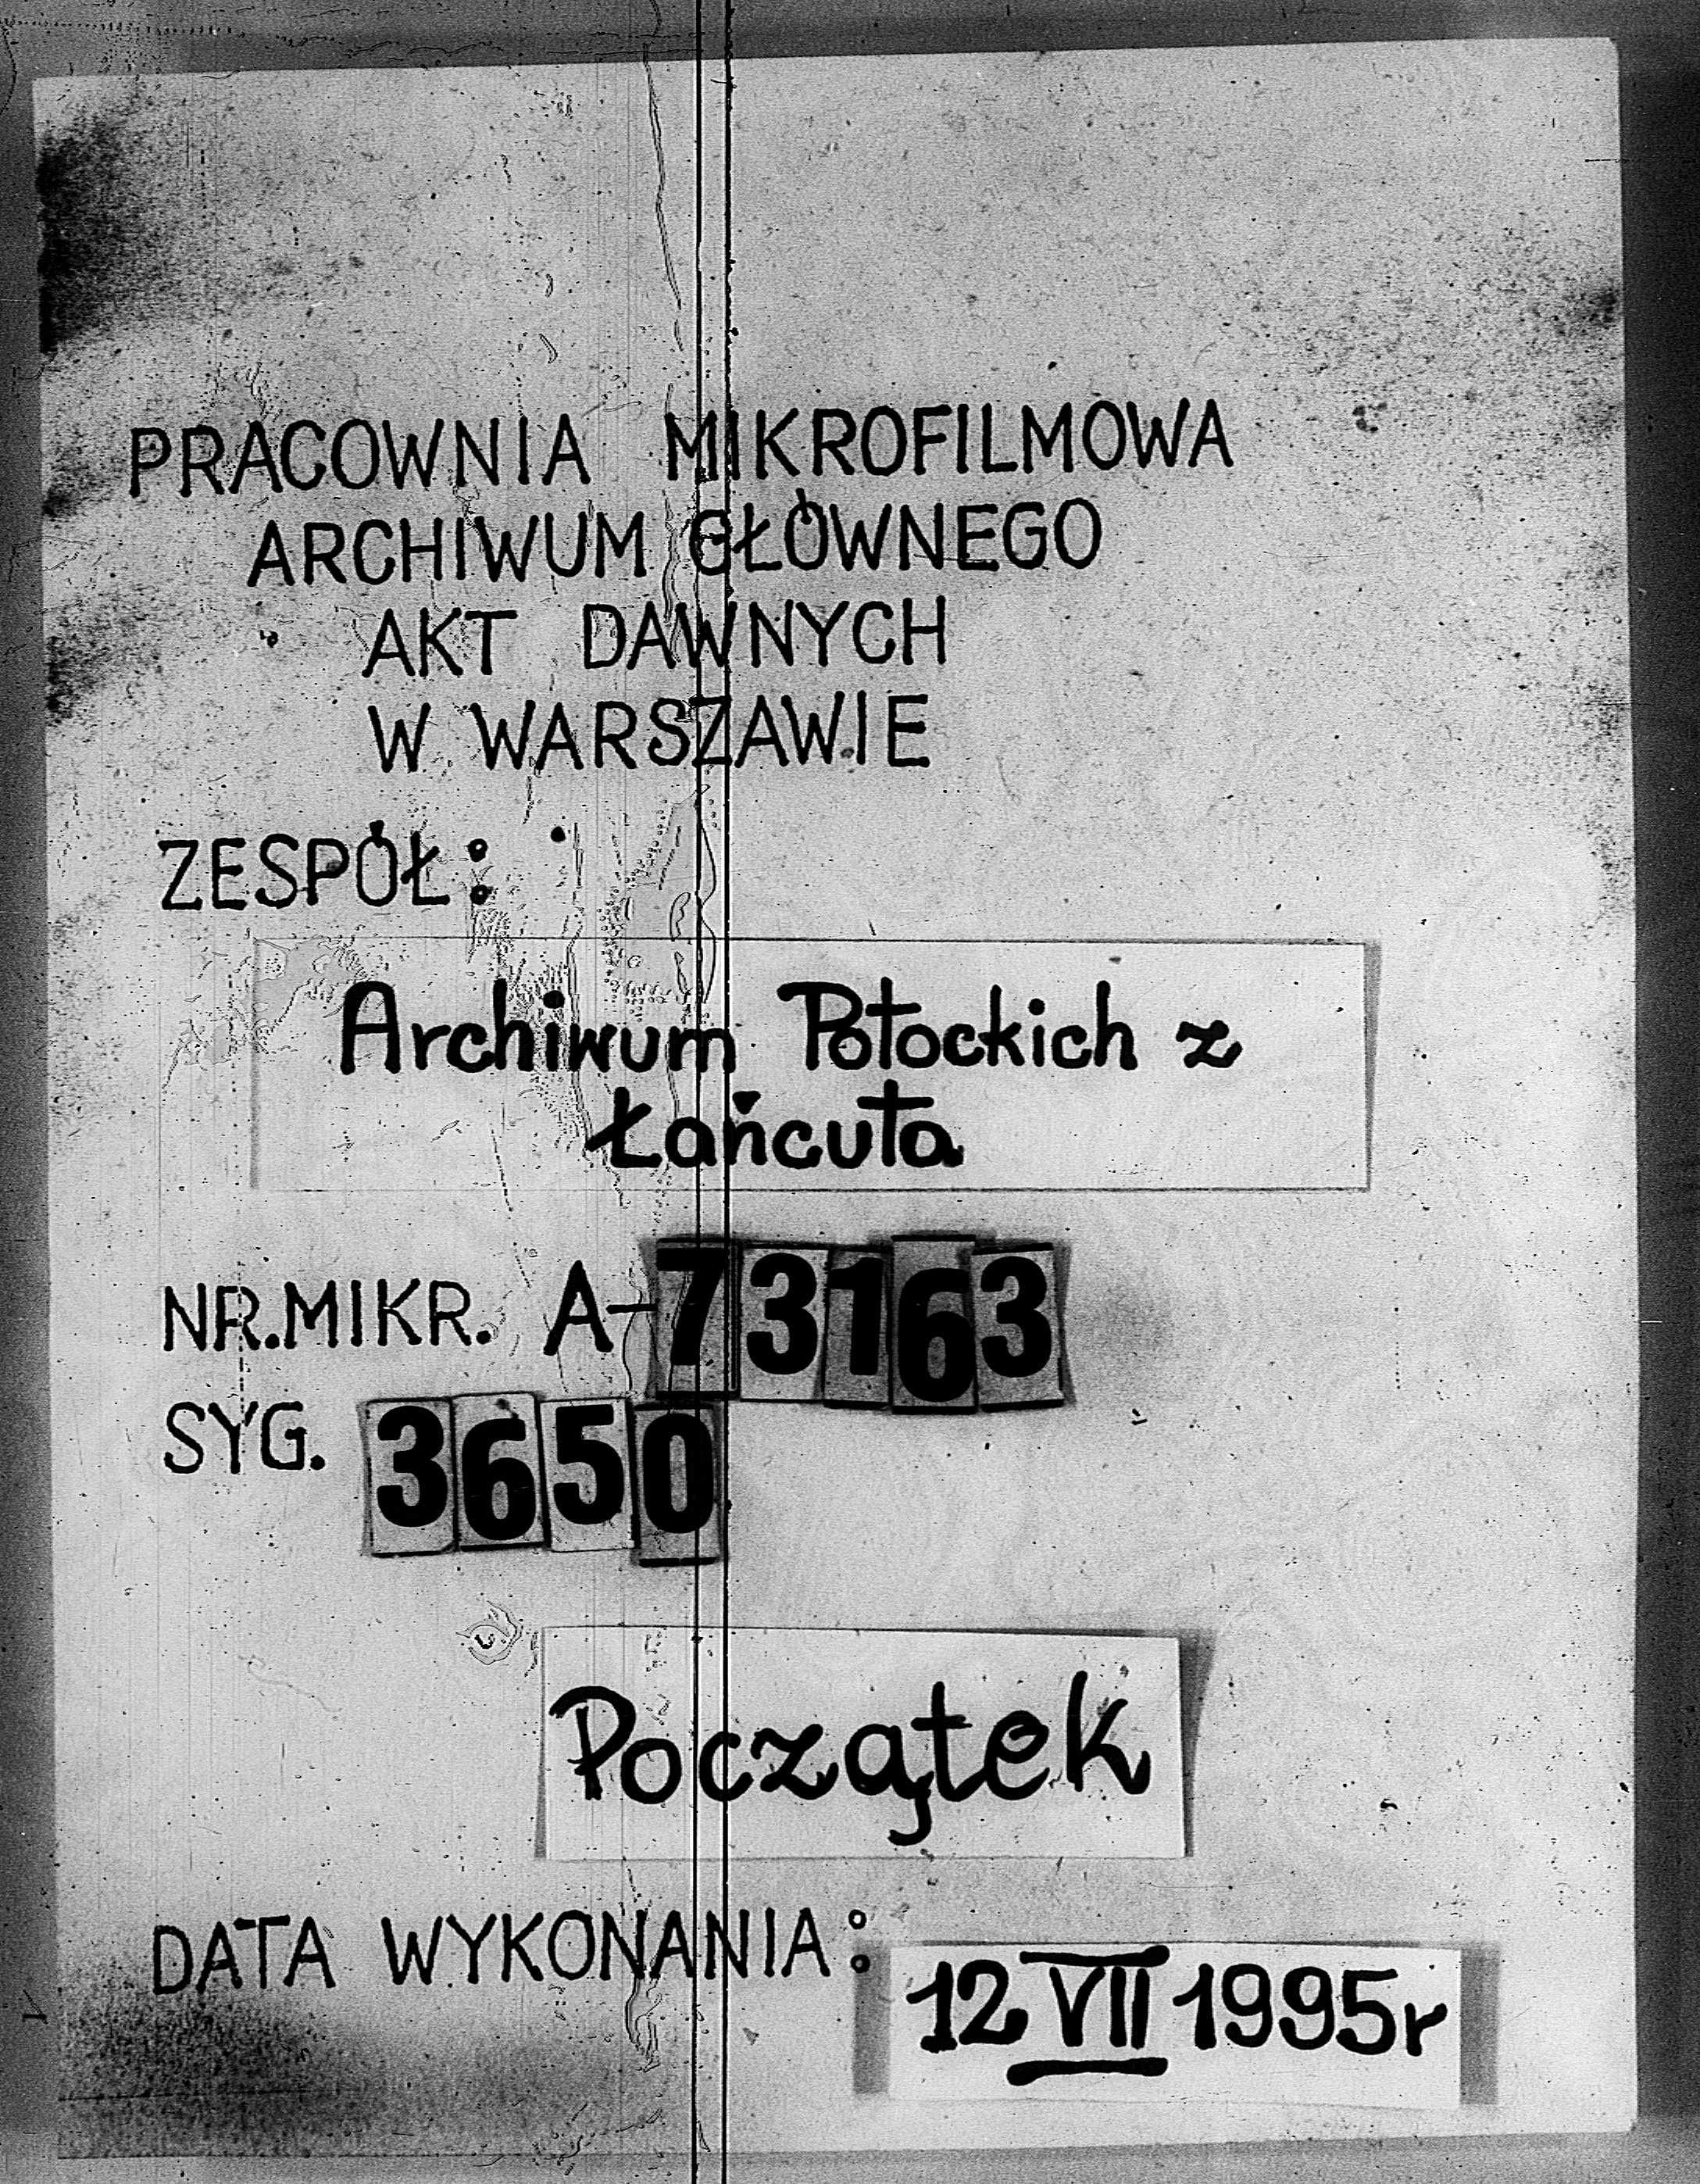 PRACOWNIA MIKROFILMOWA
ARCHIWUM GŁÓWNEGO
AKT DAWNYCH
W WARSZAWIE
ZESPÓŁ:
Archiwum Potockich z
Łańcuta
NR.MIKR. A-73163
SYG. 3650
Początek
DATA WYKONANIA: 12 VII 1995r